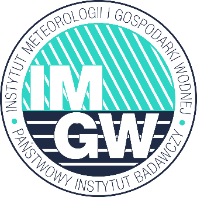 INSTYTUT METEOROLOGII I GOSPODARKI WODNEJ
IM
GW
• PAŃSTWOWY INSTYTUT BADAWCZY •